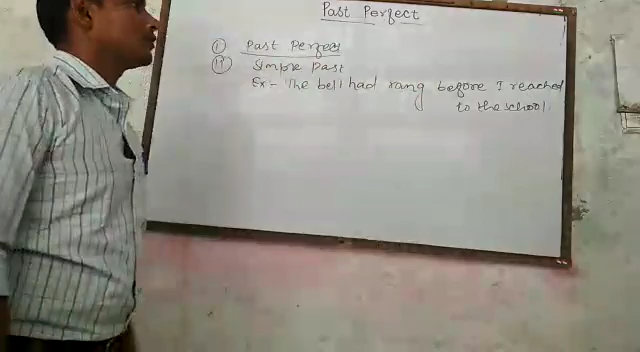 Past Perfect
(i) Past Perfect
(ii) Simple Past
Ex- The bell had rang before I reached
to the school.